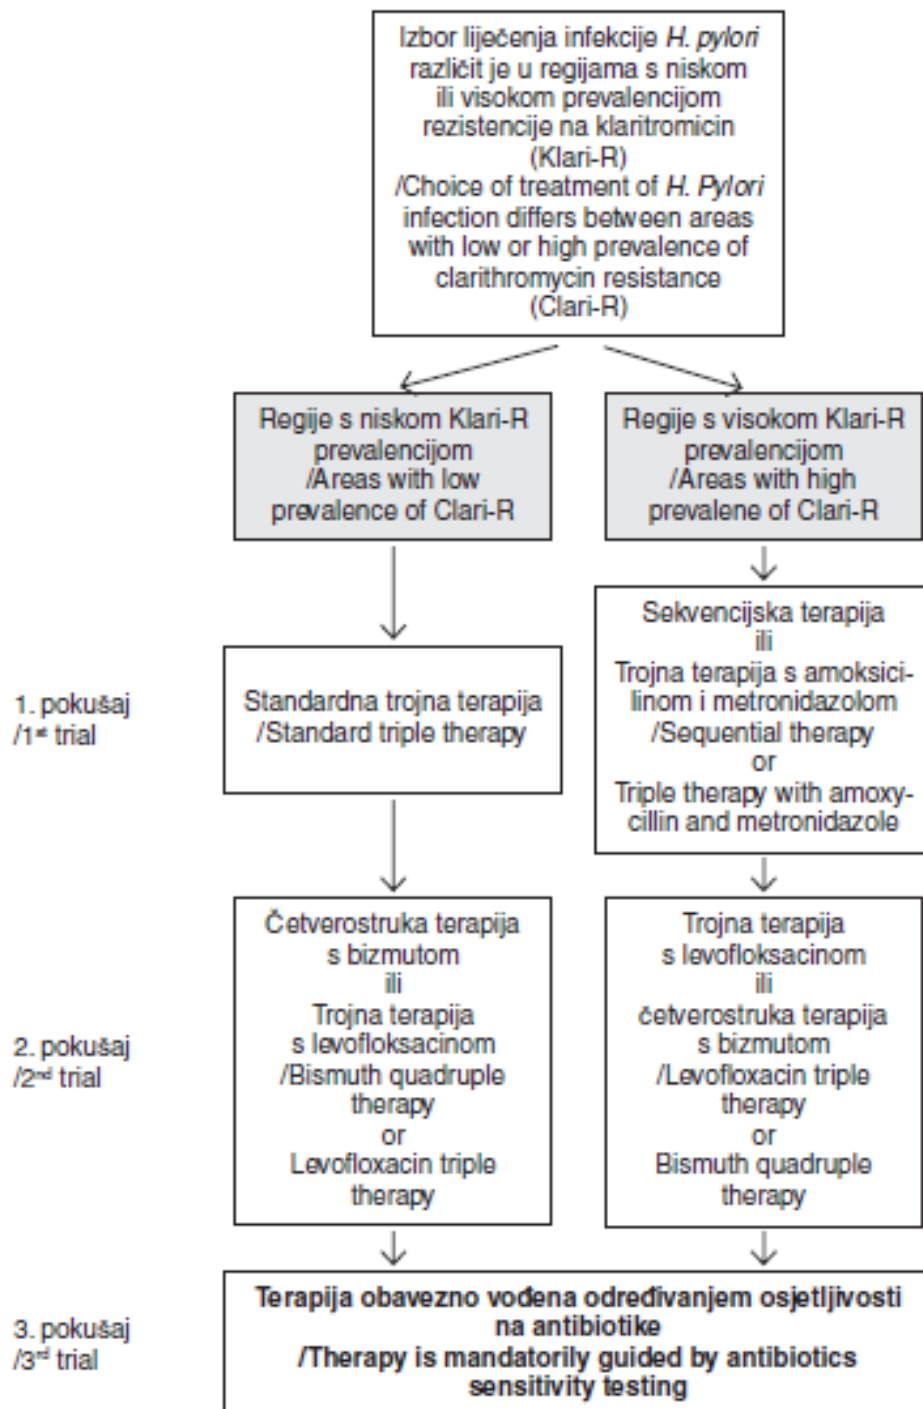 Izbor liječenja infekcije H. pylori
različit je u regijama s niskom
ili visokom prevalencijom
rezistencije na klaritromicin
(Klari-R)
/Choice of treatment of H. Pylori
infection differs between areas
with low or high prevalence of
clarithromycin resistance
(Clari-R)
Regije s niskom Klari-R
prevalencijom
/Areas with low
prevalence of Clari-R
Regije s visokom Klari-R
prevalencijom
/Areas with high
prevalene of Clari-R
1. pokušaj
/1st trial
Standardna trojna terapija
/Standard triple therapy
Sekvencijska terapija
ili
Trojna terapija s amoksici-
linom i metronidazolom
/Sequential therapy
or
Triple therapy with amoxy-
cillin and metronidazole
2. pokušaj
/2nd trial
Četverostruka terapija
s bizmutom
ili
Trojna terapija
s levofloksacinom
/Bismuth quadruple
therapy
or
Levofloxacin triple
therapy
Trojna terapija
s levofloksacinom
ili
četverostruka terapija
s bizmutom
/Levofloxacin triple
therapy
or
Bismuth quadruple
therapy
3. pokušaj
/3rd trial
Terapija obavezno vođena određivanjem osjetljivosti
na antibiotike
/Therapy is mandatorily guided by antibiotics
sensitivity testing